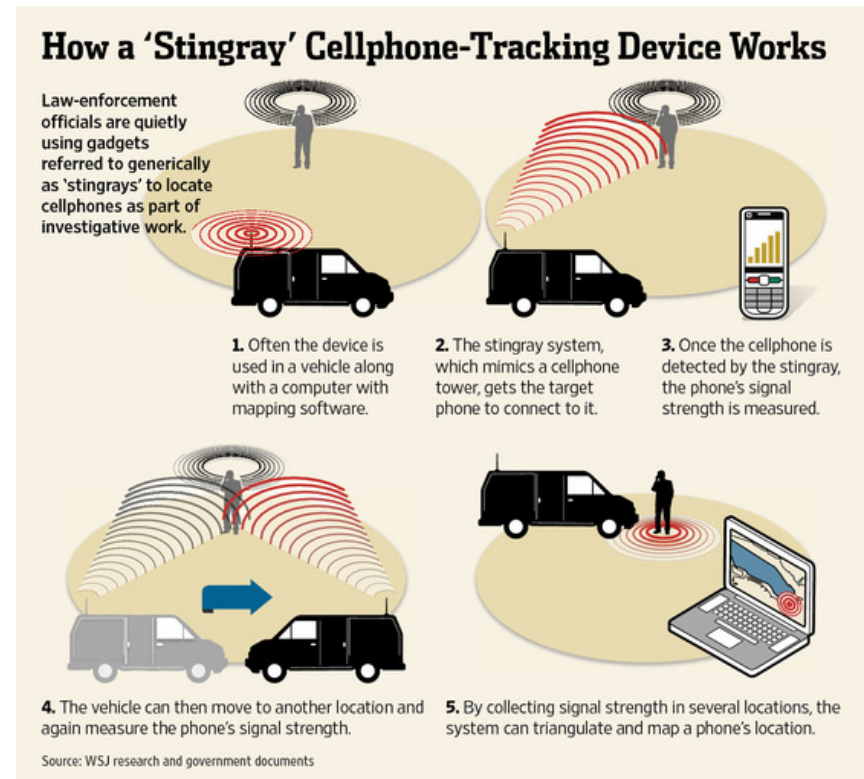 How a ‘Stingray’ Cellphone-Tracking Device Works
Law-enforcement
officials are quietly
using gadgets
referred to generically
as ‘stingrays’ to locate
cellphones as part of
investigative work.
1. Often the device is
used in a vehicle along
with a computer with
mapping software.
2. The stingray system,
which mimics a cellphone
tower, gets the target
phone to connect to it.
3. Once the cellphone is
detected by the stingray,
the phone’s signal
strength is measured.
4. The vehicle can then move to another location and
again measure the phone’s signal strength.
5. By collecting signal strength in several locations, the
system can triangulate and map a phone’s location.
Source: WSJ research and government documents